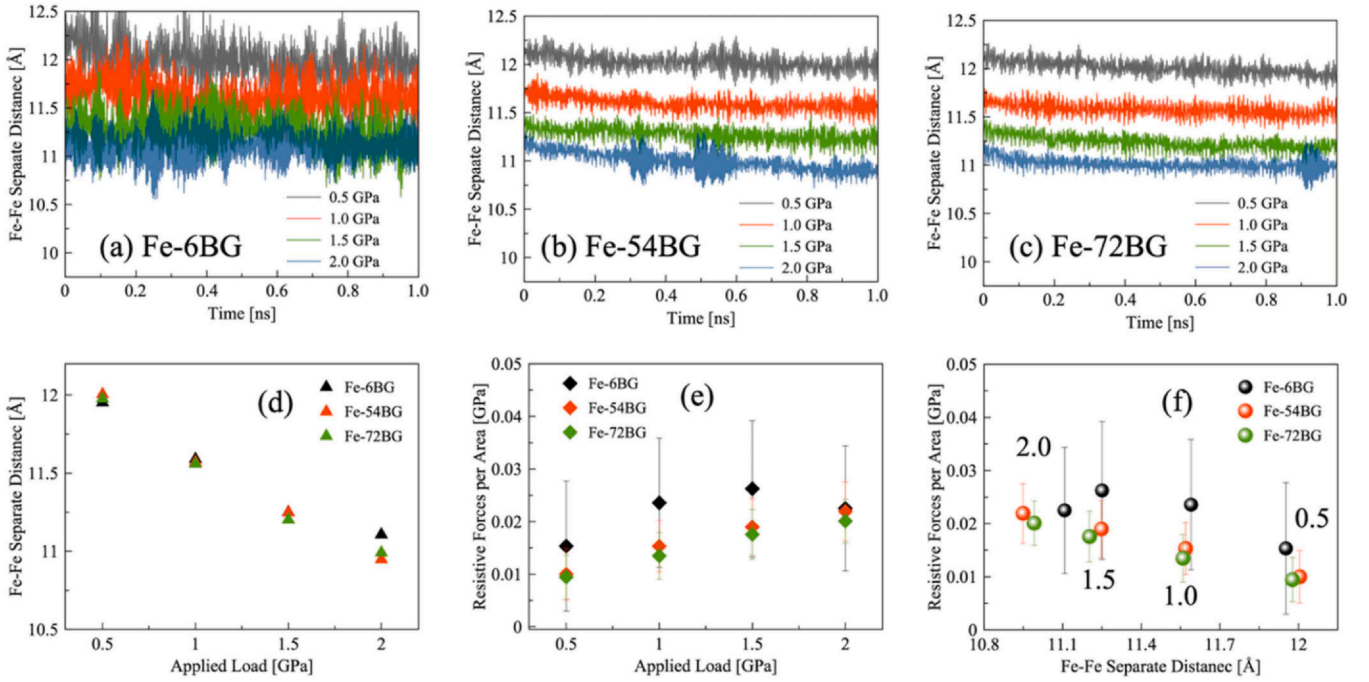 Fe-Fe Sepaate Distanec [Å]
12.5
12
11.5
11
10.5
10
0.5 GPa
1.0 GPa
1.5 GPa
2.0 GPa
(a) Fe-6BG
0 0.2 0.4 0.6 0.8 1.0
Time [ns]
Fe-Fe Separate Distanec [Å]
12.5
12
11.5
11
10.5
10
0.5 GPa
1.0 GPa
1.5 GPa
2.0 GPa
(b) Fe-54BG
0 0.2 0.4 0.6 0.8 1.0
Time [ns]
Fe-Fe Separate Distanec [Å]
12.5
12
11.5
11
10.5
10
0.5 GPa
1.0 GPa
1.5 GPa
2.0 GPa
(c) Fe-72BG
0 0.2 0.4 0.6 0.8 1.0
Time [ns]
Fe-Fe Separate Distanec [Å]
12
11.5
11
10.5
(d)
Fe-6BG
Fe-54BG
Fe-72BG
0.5 1 1.5 2
Applied Load [GPa]
Resistive Forces per Area [GPa]
0.05
0.04
0.03
0.02
0.01
0
Fe-6BG
Fe-54BG
Fe-72BG
(e)
0.5 1 1.5 2
Applied Load [GPa]
Resistive Forces per Area [GPa]
0.05
0.04
0.03
0.02
0.01
0
(f)
Fe-6BG
Fe-54BG
Fe-72BG
2.0
1.5
1.0
0.5
10.8 11.1 11.4 11.7 12
Fe-Fe Separate Distanec [Å]